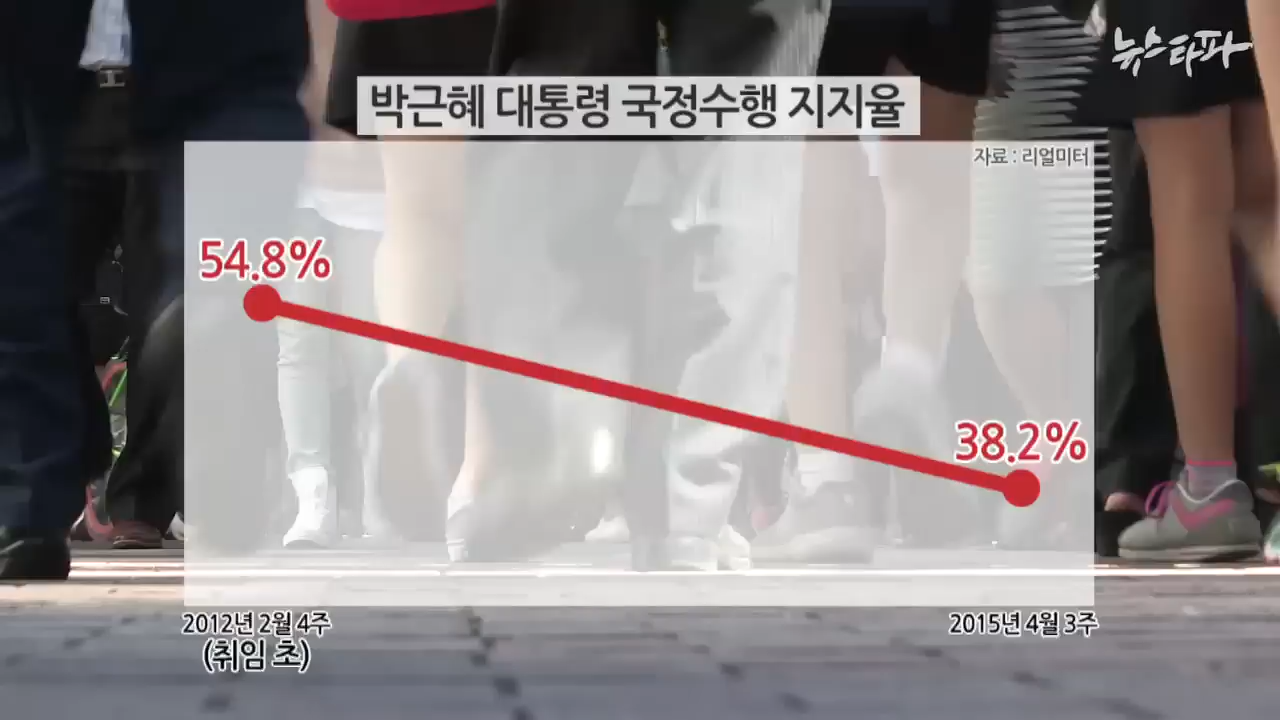 뉴스타파
박근혜 대통령 국정수행 지지율
자료 : 리얼미터
54.8%
38.2%
2012년 2월 4주
(취임 초)
2015년 4월 3주